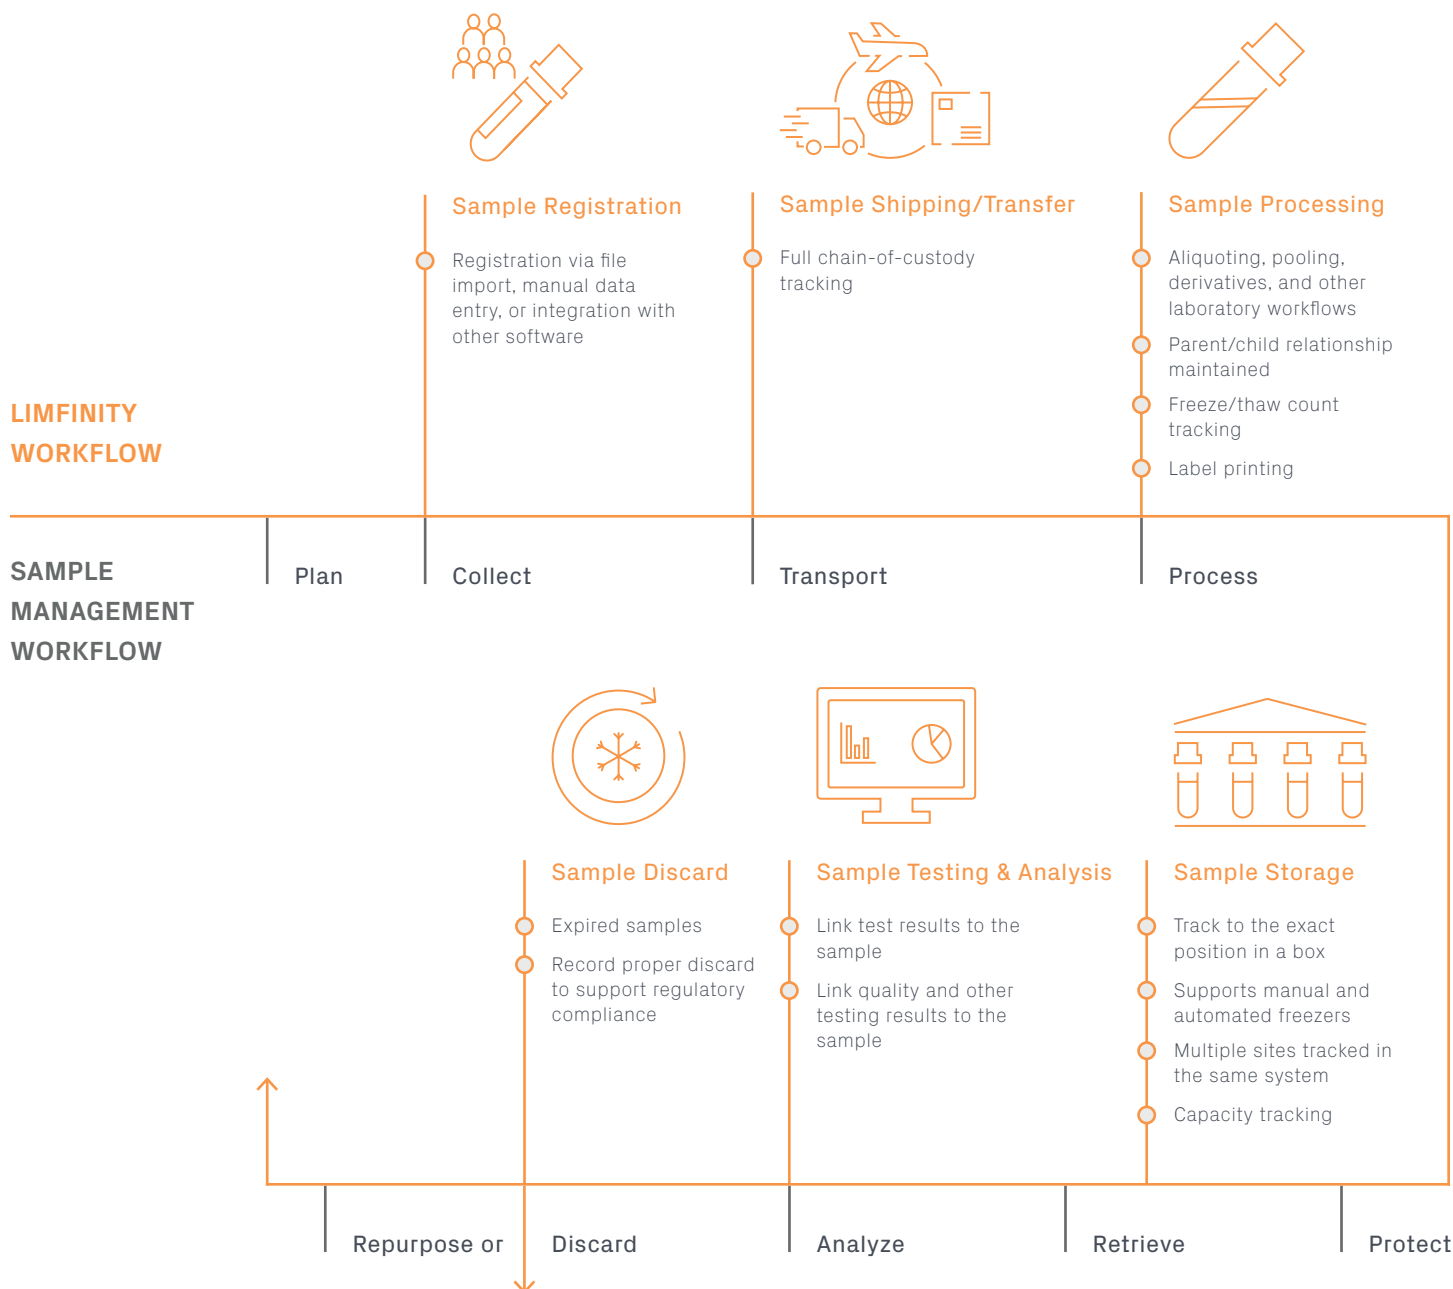 Sample Registration
Registration via file
import, manual data
entry, or integration with
other software
Sample Shipping/Transfer
Full chain-of-custody
tracking
Sample Processing
Aliquoting, pooling,
derivatives, and other
laboratory workflows
Parent/child relationship
maintained
Freeze/thaw count
tracking
Label printing
LIMFINITY
WORKFLOW
SAMPLE
MANAGEMENT
WORKFLOW
Plan
Collect
Transport
Process
Sample Discard
Expired samples
Record proper discard
to support regulatory
compliance
Sample Testing & Analysis
Link test results to the
sample
Link quality and other
testing results to the
sample
Sample Storage
Track to the exact
position in a box
Supports manual and
automated freezers
Multiple sites tracked in
the same system
Capacity tracking
Repurpose or
Discard
Analyze
Retrieve
Protect